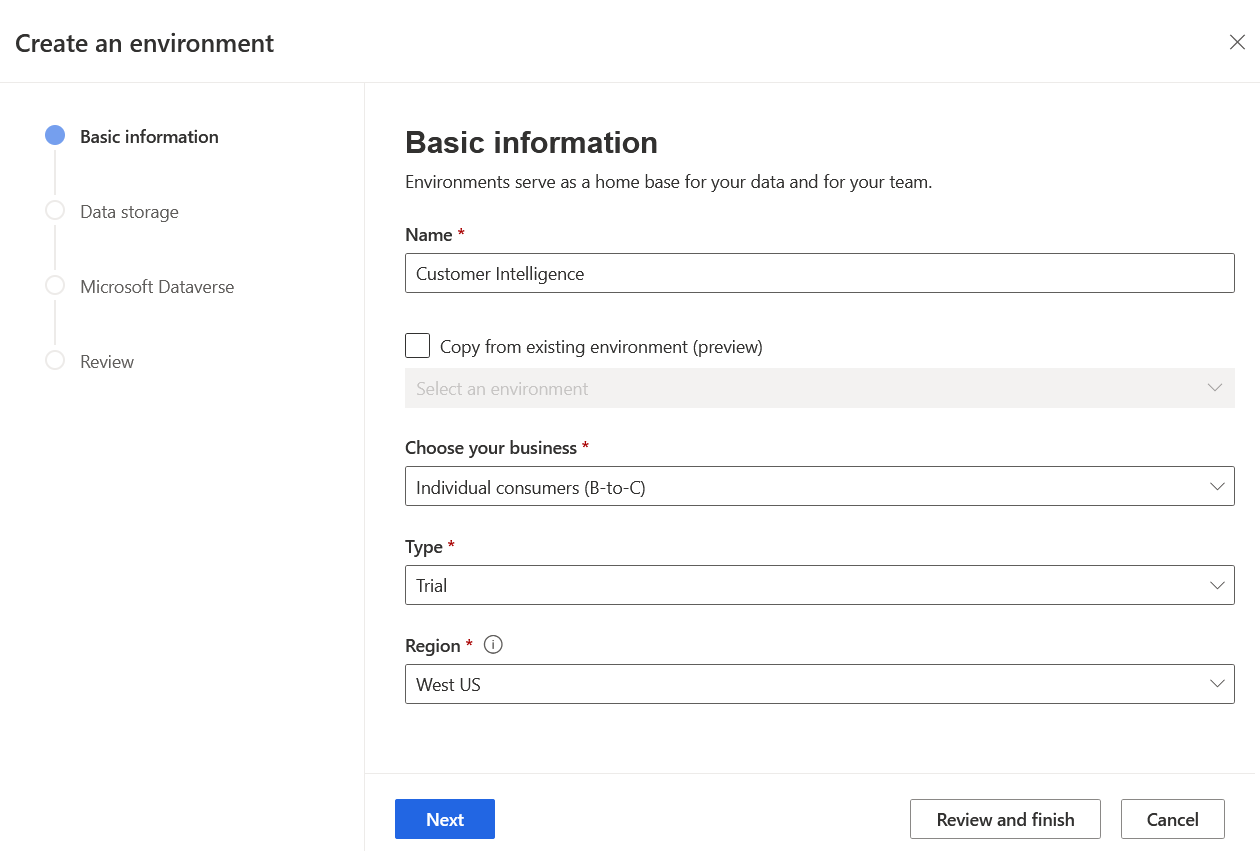 Create an environment
Basic information
Data storage
Microsoft Dataverse
Review
Basic information
Environments serve as a home base for your data and for your team.
Name *
Customer Intelligence
Copy from existing environment (preview)
Select an environment
Choose your business *
Individual consumers (B-to-C)
Type *
Trial
Region *
West US
Next
Review and finish
Cancel